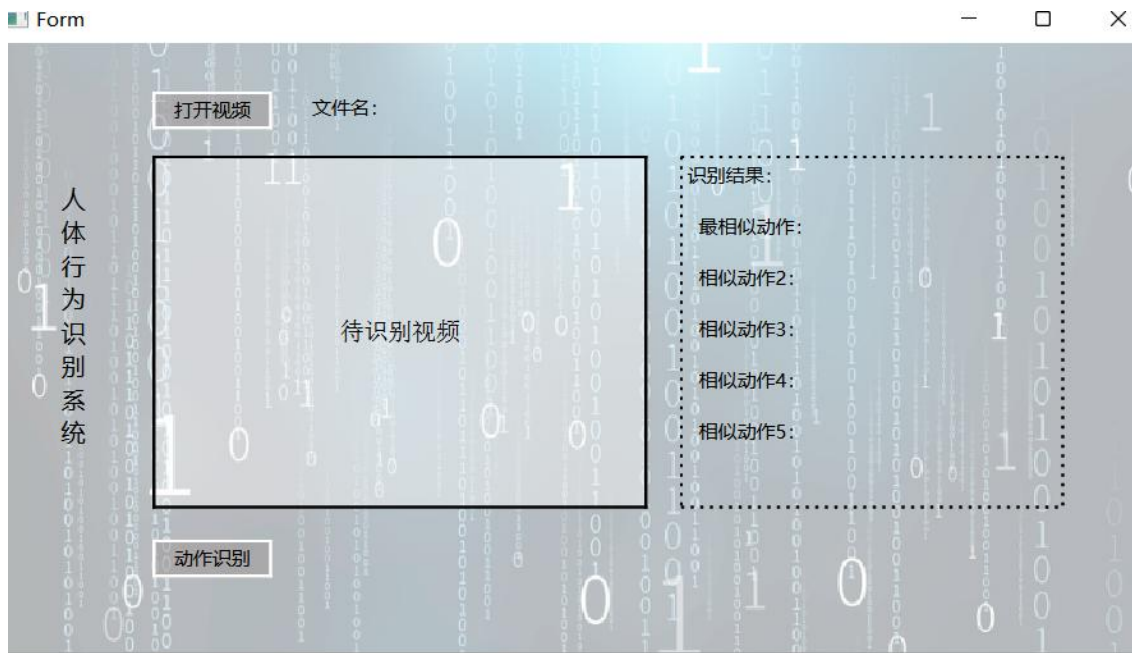 Form
打开视频
文件名：
人体行为识别系统
待识别视频
识别结果：
最相似动作：
相似动作2：
相似动作3：
相似动作4：
相似动作5：
动作识别